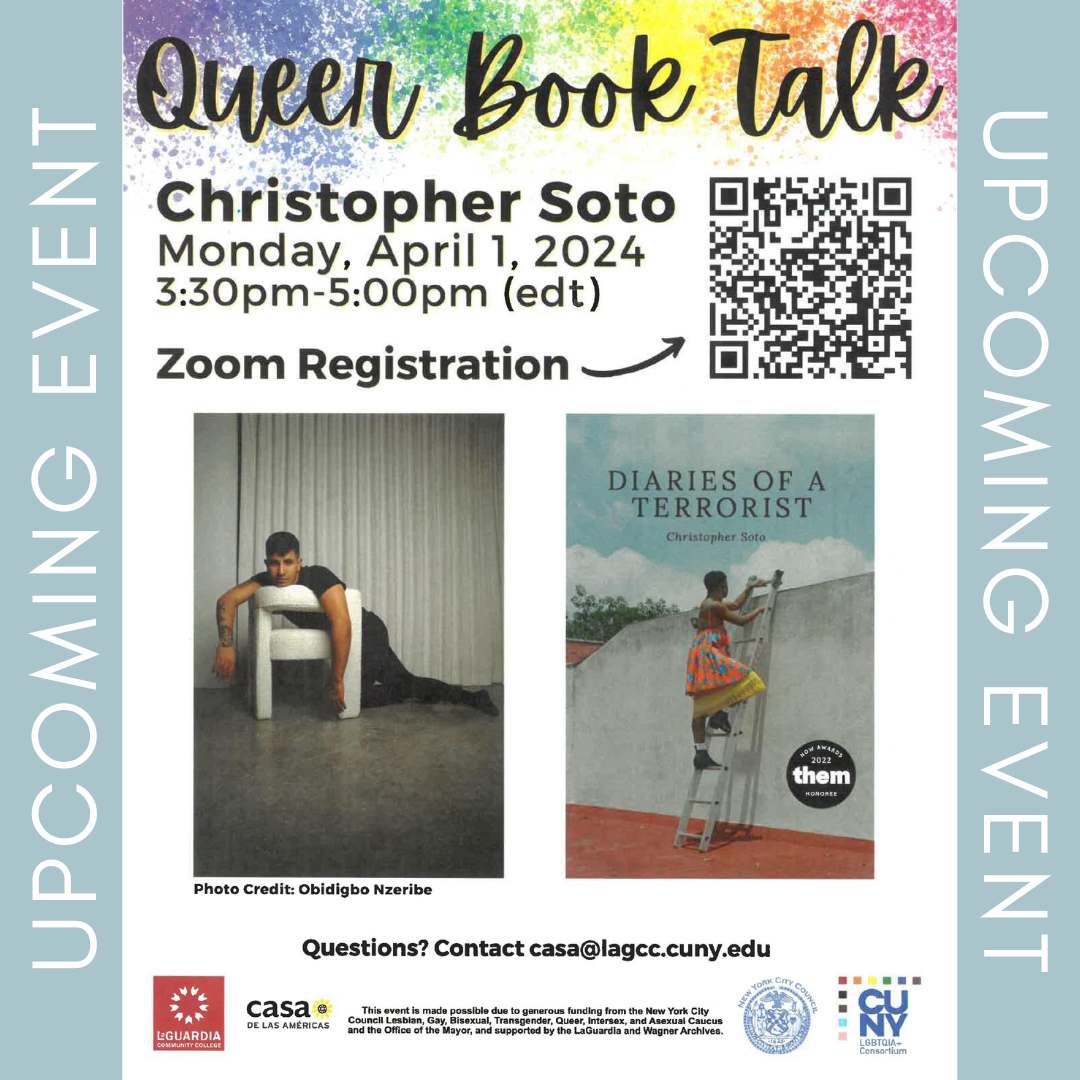 UPCOMING EVENT
Queer Book Talk
Christopher Soto
Monday, April 1, 2024
3:30pm-5:00pm (edt)
Zoom Registration
DIARIES OF A
TERRORIST
Christopher Soto
NOW AWARDS
2022
them
HONOREE
Photo Credit: Obidigbo Nzeribe
Questions? Contact casa@lagcc.cuny.edu
LaGUARDIA
COMMUNITY COLLEGE
casa
DE LAS AMÉRICAS
This event is made possible due to generous funding from the New York City
Council Lesbian, Gay, Bisexual, Transgender, Queer, Intersex, and Asexual Caucus
and the Office of the Mayor, and supported by the LaGuardia and Wagner Archives.
NEW YORK CITY COUNCIL
CU
NY
LGBTQIA+
Consortium
UPCOMING EVENT